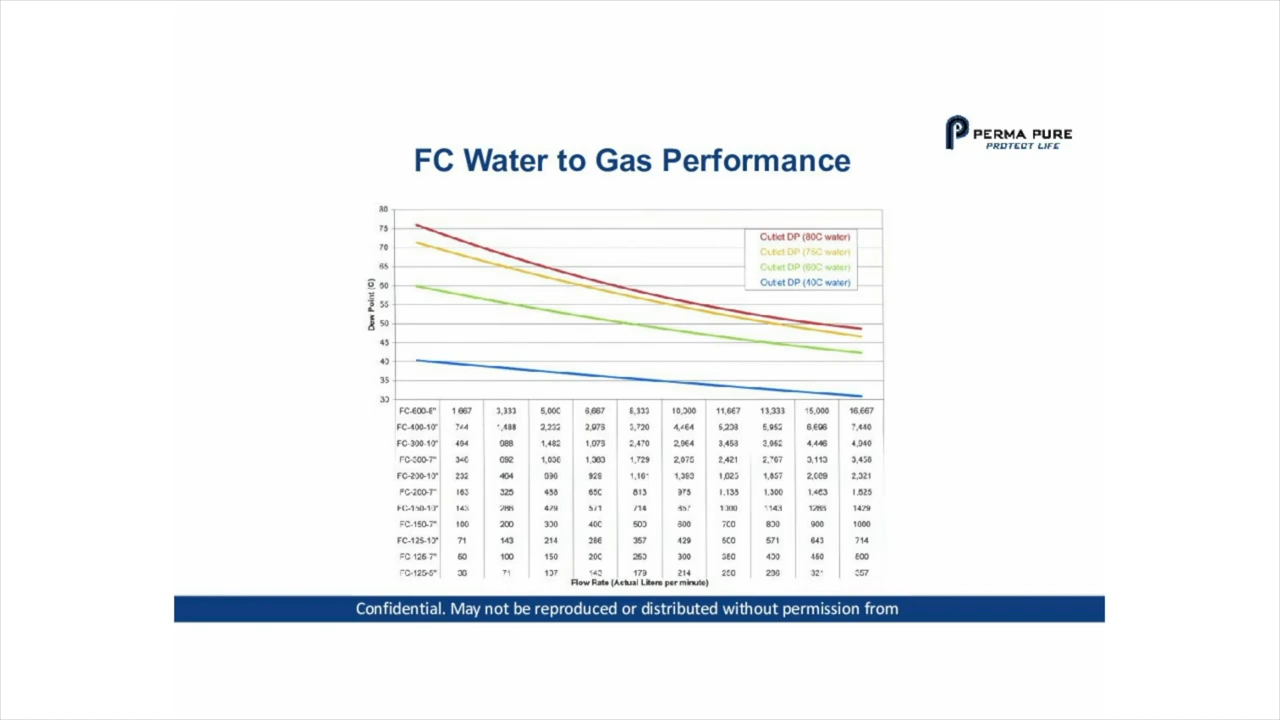 PERMA PURE
PROTECT LIFE
FC Water to Gas Performance
80
75
70
65
60
55
50
45
40
35
30
Dew Point (C)
Outlet DP (80C water)
Outlet DP (75C water)
Outlet DP (60C water)
Outlet DP (40C water)
FC-600-6" 1,667 3,333 5,000 6,667 8,333 10,000 11,667 13,333 15,000 16,667
FC-400-10" 744 1,488 2,232 2,976 3,720 4,464 5,208 5,952 6,696 7,440
FC-300-10" 494 988 1,482 1,976 2,470 2,964 3,458 3,952 4,446 4,940
FC-300-7" 346 692 1,038 1,383 1,729 2,075 2,421 2,767 3,113 3,458
FC-200-10" 232 464 696 929 1,161 1,393 1,625 1,857 2,089 2,321
FC-200-7" 163 325 488 650 813 975 1,138 1,300 1,463 1,625
FC-150-10" 143 286 429 571 714 857 1000 1143 1286 1429
FC-150-7" 100 200 300 400 500 600 700 800 900 1000
FC-125-10" 71 143 214 286 357 429 500 571 643 714
FC-125-7" 50 100 150 200 250 300 350 400 450 500
FC-125-5" 36 71 107 143 179 214 250 286 321 357
Flow Rate (Actual Liters per minute)
Confidential. May not be reproduced or distributed without permission from